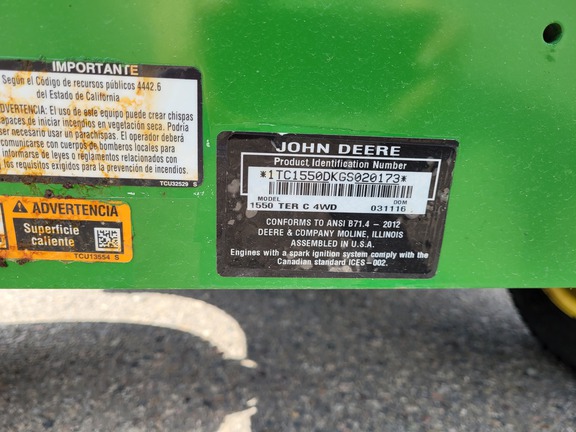 IMPORTANTE
Según el Código de recursos públicos 4442.6
del Estado de California
ADVERTENCIA: El uso de este equipo puede crear chispas
capaces de iniciar incendios en vegetación seca. Podría
ser necesario usar un parachispas. El operador deberá
comunicarse con cuerpos de bomberos locales para
informarse de leyes o reglamentos relacionados with
los requisitos exigidos para la prevención de incendios.
TCU32529 S
ADVERTENCIA
Superficie
caliente
TCU13554 S
JOHN DEERE
Product Identification Number
*1TC1550DKGS020173*
MODEL DOM
1550 TER C 4WD 031116
CONFORMS TO ANSI B71.4 - 2012
DEERE & COMPANY MOLINE, ILLINOIS
ASSEMBLED IN U.S.A.
Engines with a spark ignition system comply with the
Canadian standard ICES-002.